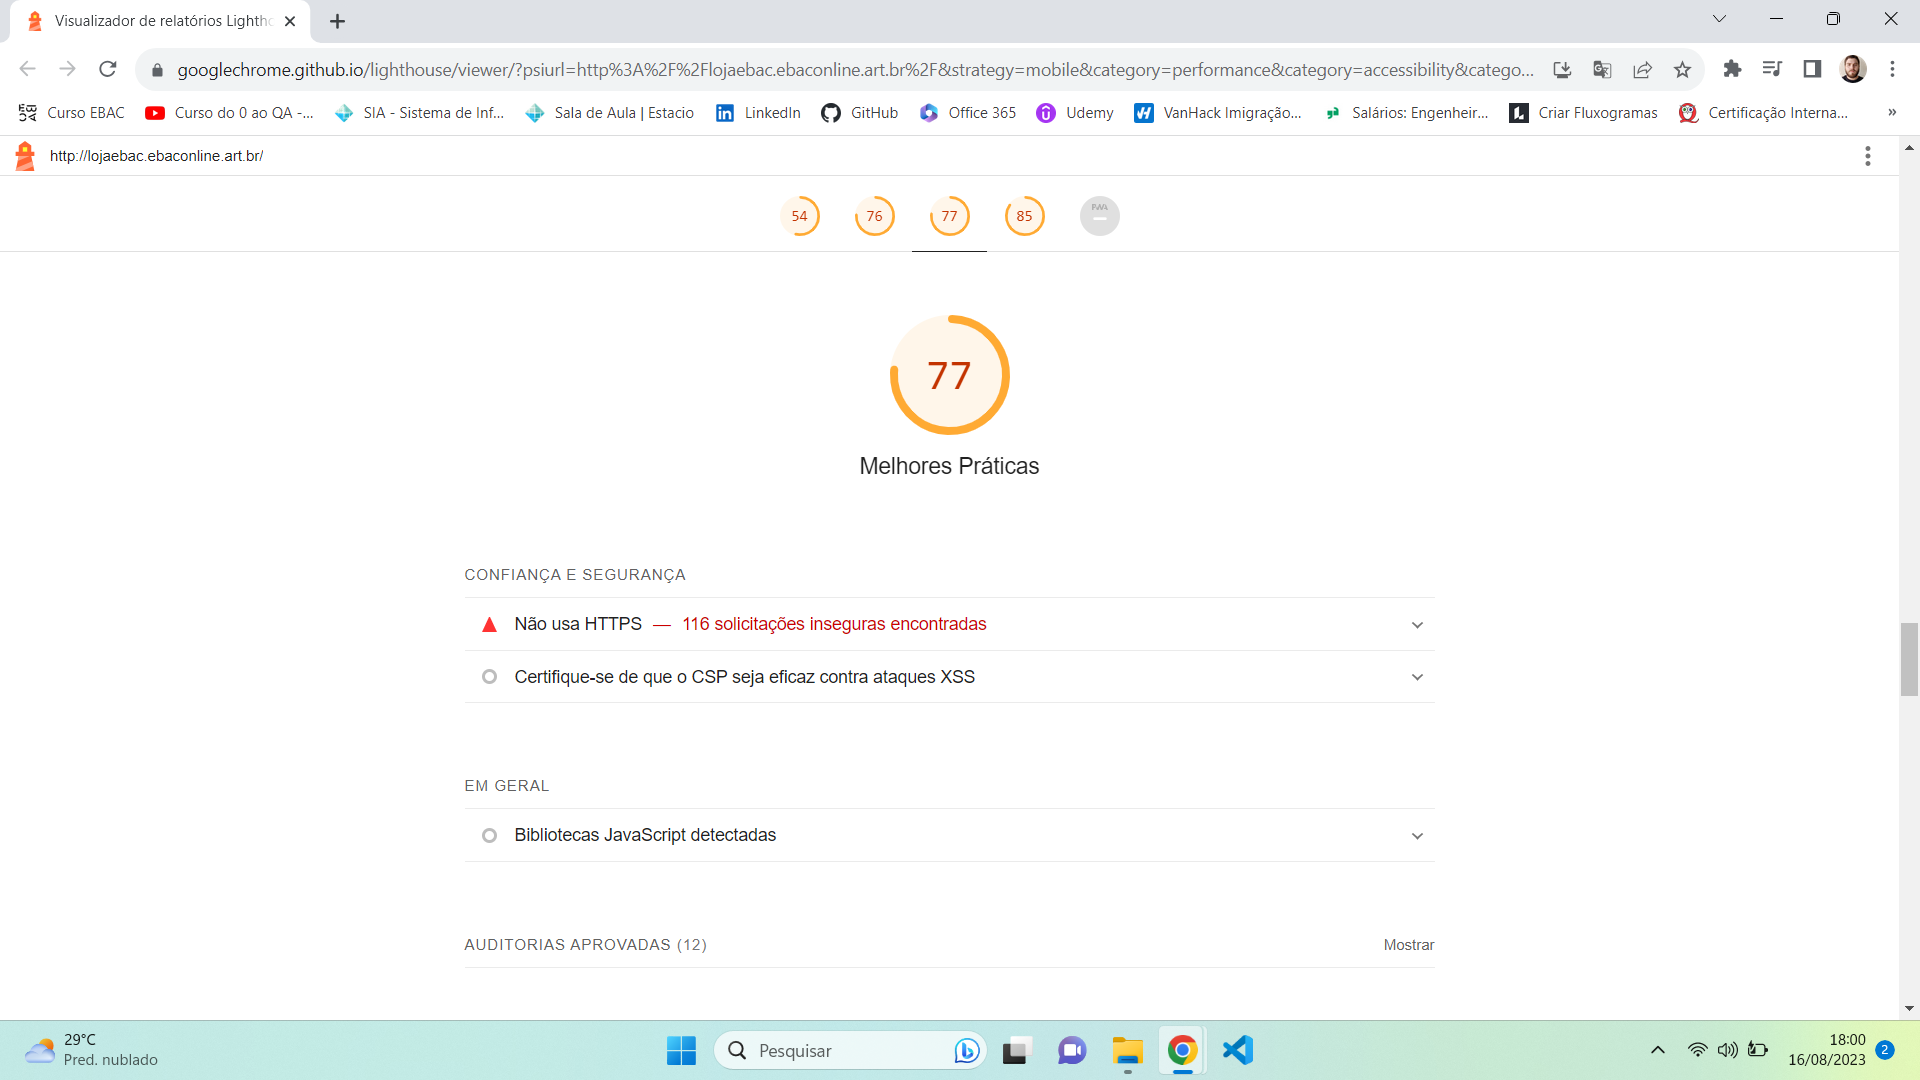 Visualizador de relatórios Lighth
googlechrome.github.io/lighthouse/viewer/?psiurl=http%3A%2F%2Flojaebac.ebaconline.art.br%2F&strategy=mobile&category=performance&category=accessibility&catego...
Curso EBAC
Curso do 0 ao QA -...
SIA - Sistema de Inf...
Sala de Aula | Estacio
LinkedIn
GitHub
Office 365
Udemy
VanHack Imigração...
Salários: Engenheir...
Criar Fluxogramas
Certificação Interna...
»
http://lojaebac.ebaconline.art.br/
54
76
77
85
PWA
77
Melhores Práticas
CONFIANÇA E SEGURANÇA
Não usa HTTPS — 116 solicitações inseguras encontradas
Certifique-se de que o CSP seja eficaz contra ataques XSS
EM GERAL
Bibliotecas JavaScript detectadas
AUDITORIAS APROVADAS (12)
Mostrar
29°C
Pred. nublado
Pesquisar
18:00
16/08/2023
2